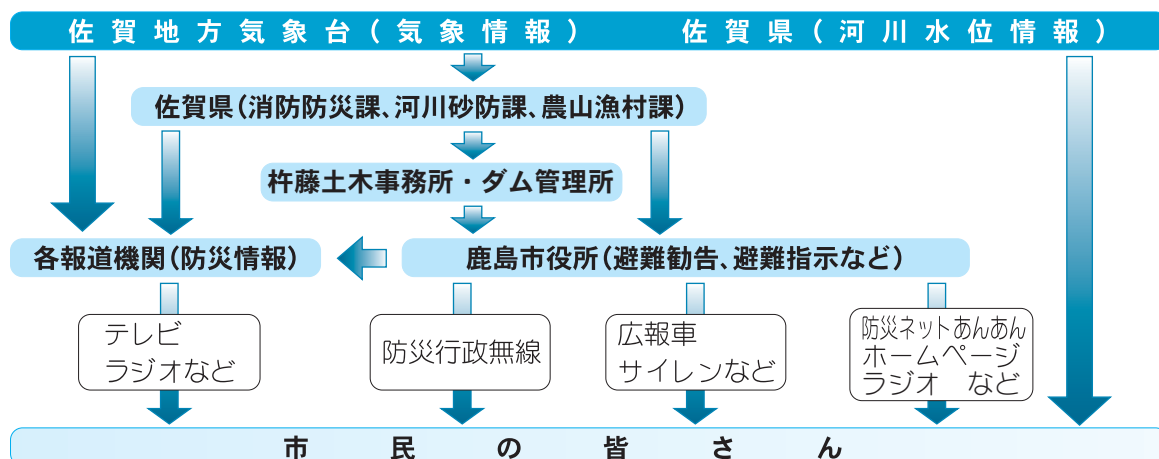 佐賀地方気象台(気象情報) 佐賀県(河川水位情報)
佐賀県(消防防災課、河川砂防課、農山漁村課)
杵藤土木事務所・ダム管理所
各報道機関(防災情報)
鹿島市役所(避難勧告、避難指示など)
テレビ
ラジオなど
防災行政無線
広報車
サイレンなど
防災ネットあんあん
ホームページ
ラジオ など
市民の皆さん